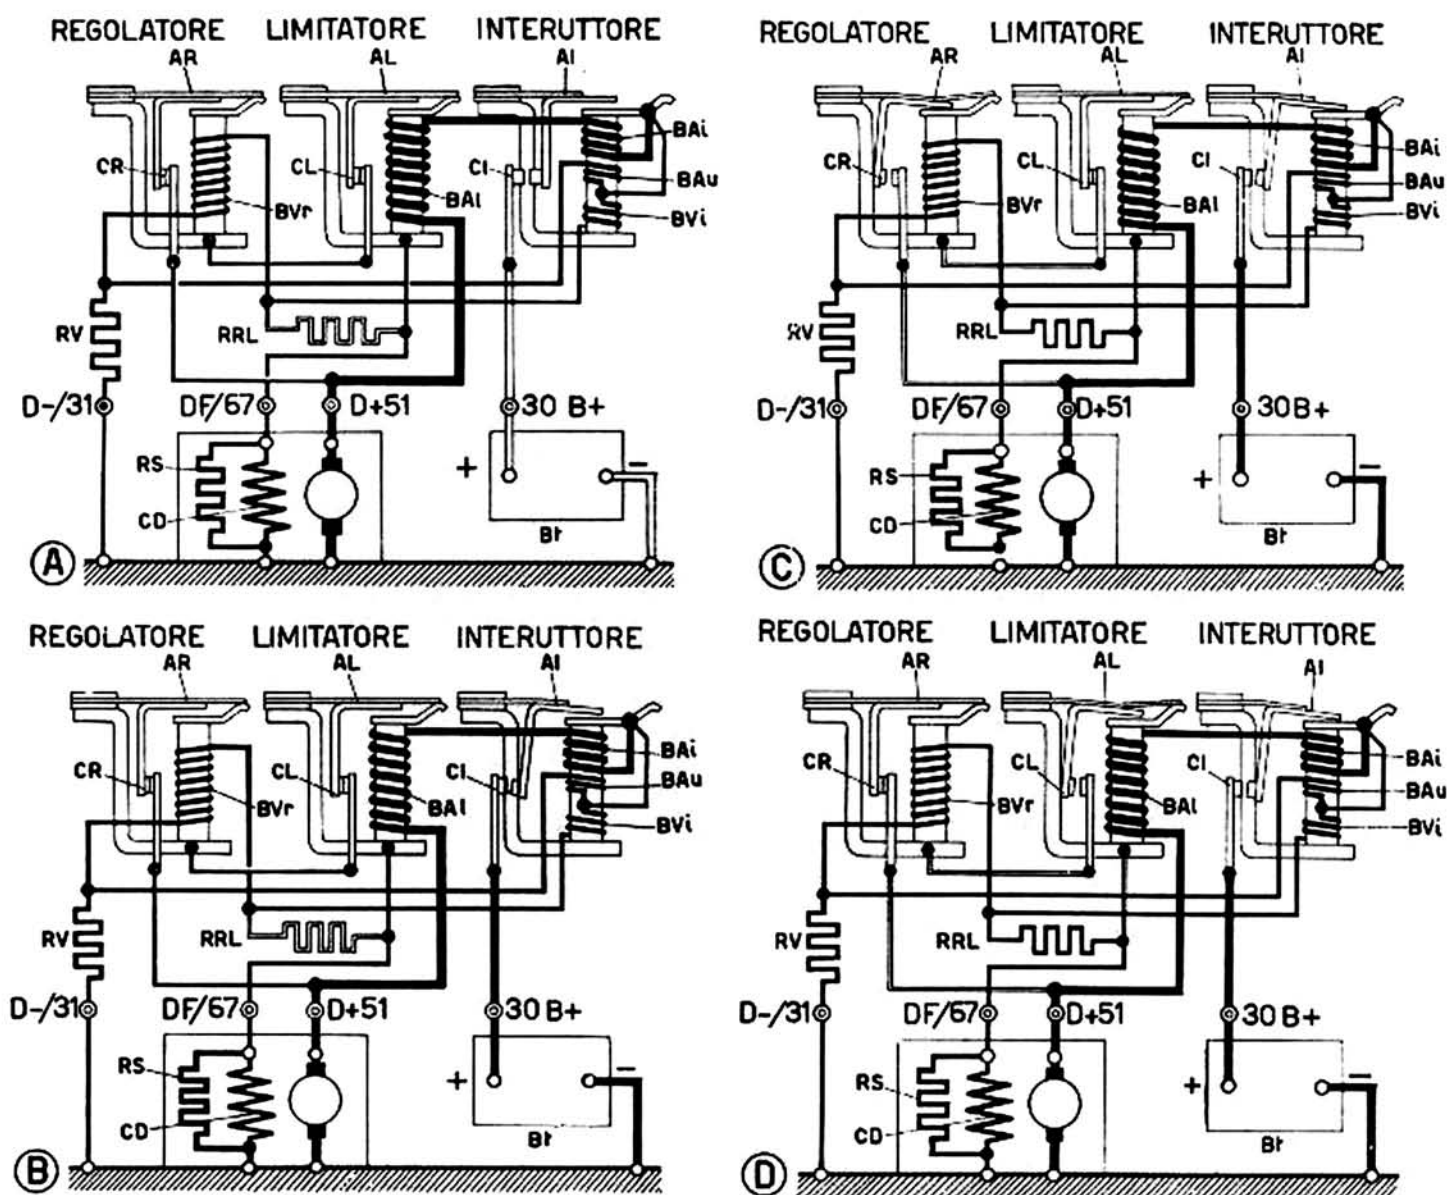 REGOLATORE LIMITATORE INTERUTTORE
AR AL AI
BAi
CR CL CI BAu
BVr BAl BVi
RV RRL
D-/31 DF/67 D+51 30 B+
RS + -
CD
Bt
A
REGOLATORE LIMITATORE INTERUTTORE
AR AL AI
BAi
CR CL CI BAu
BVr BAl BVi
RV RRL
D-/31 DF/67 D+51 30B+
RS + -
CD
Bt
C
REGOLATORE LIMITATORE INTERUTTORE
AR AL AI
BAi
CR CL CI BAu
BVr BAl BVi
RV RRL
D-/31 DF/67 D+51 30 B+
RS + -
CD
Bt
B
REGOLATORE LIMITATORE INTERUTTORE
AR AL AI
BAi
CR CL CI BAu
BVr BAl BVi
RV RRL
D-/31 DF/67 D+51 30 B+
RS + -
CD
Bt
D